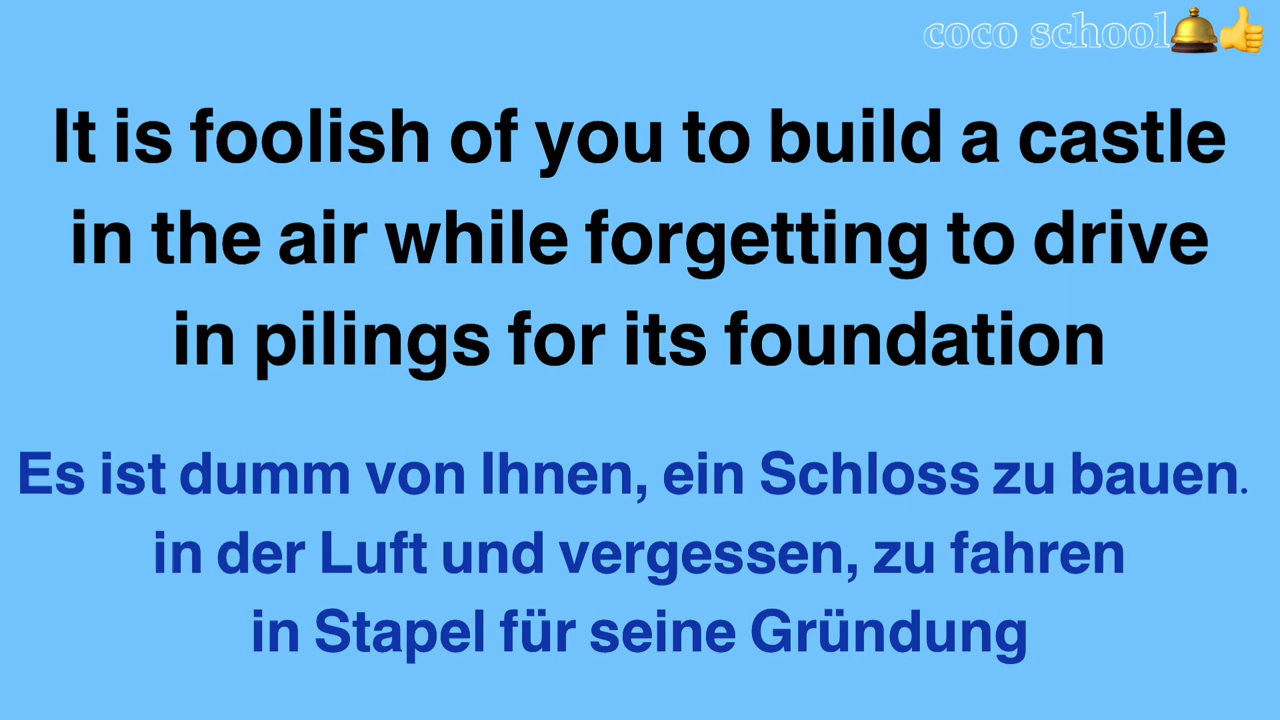 coco school🛎👍
It is foolish of you to build a castle
in the air while forgetting to drive
in pilings for its foundation
Es ist dumm von Ihnen, ein Schloss zu bauen.
in der Luft und vergessen, zu fahren
in Stapel für seine Gründung